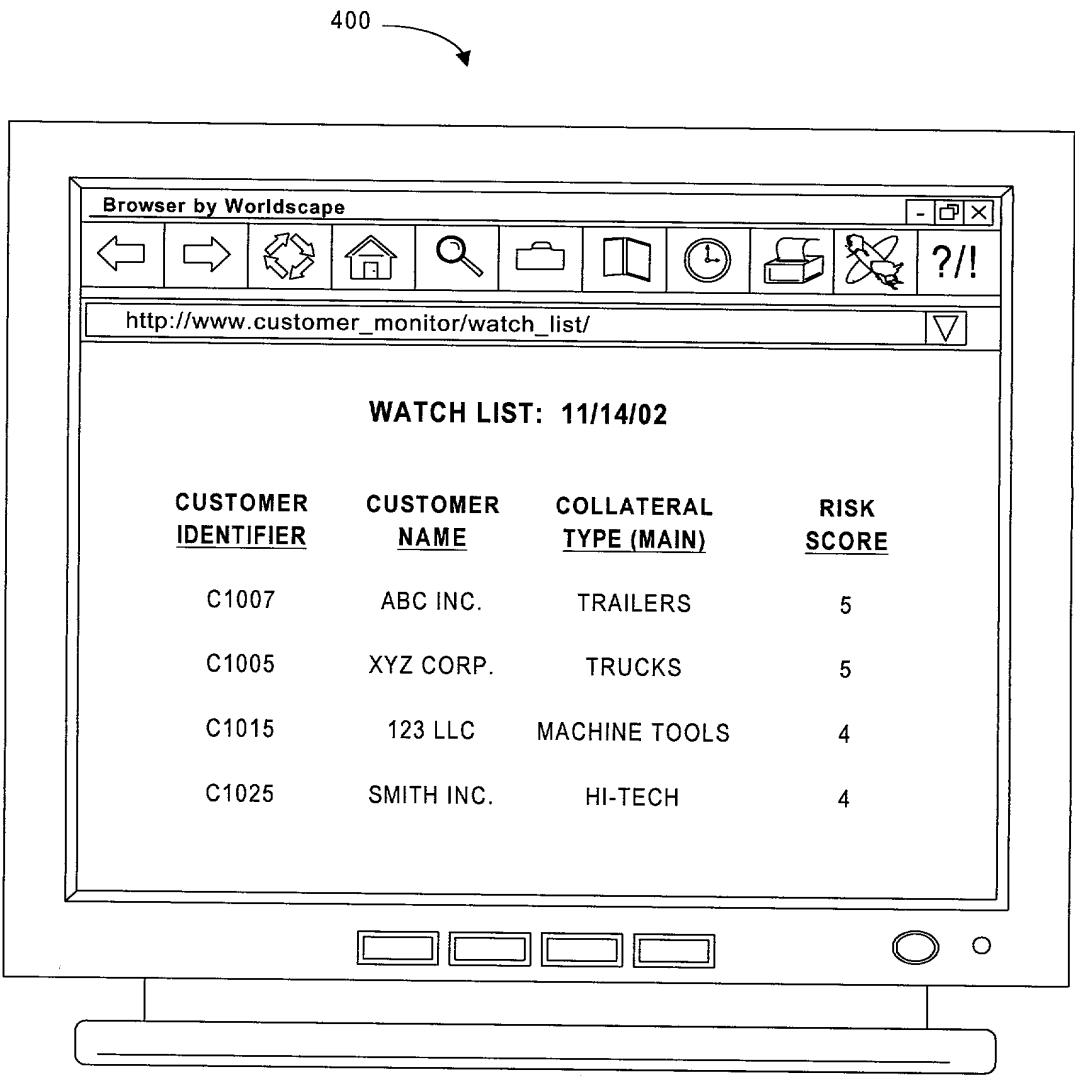 400
Browser by Worldscape
?/!
http://www.customer_monitor/watch_list/
WATCH LIST: 11/14/02
CUSTOMER IDENTIFIER CUSTOMER NAME COLLATERAL TYPE (MAIN) RISK SCORE
C1007 ABC INC. TRAILERS 5
C1005 XYZ CORP. TRUCKS 5
C1015 123 LLC MACHINE TOOLS 4
C1025 SMITH INC. HI-TECH 4